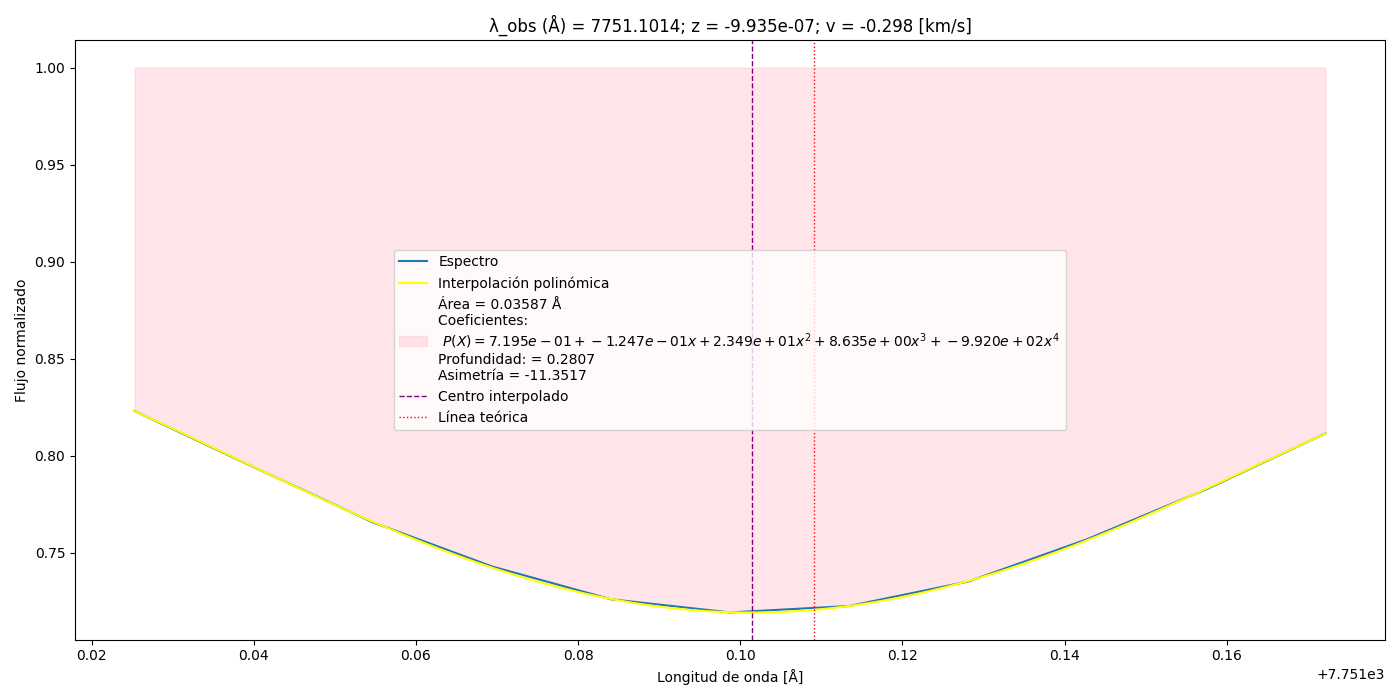 λ_obs (Å) = 7751.1014; z = -9.935e-07; v = -0.298 [km/s]
Flujo normalizado
1.00
0.95
0.90
0.85
0.80
0.75
Espectro
Interpolación polinómica
Área = 0.03587 Å
Coeficientes:
P(X) = 7.195e − 01 + −1.247e − 01x + 2.349e + 01x² + 8.635e + 00x³ + −9.920e + 02x⁴
Profundidad: = 0.2807
Asimetría = -11.3517
Centro interpolado
Línea teórica
0.02 0.04 0.06 0.08 0.10 0.12 0.14 0.16
+7.751e3
Longitud de onda [Å]